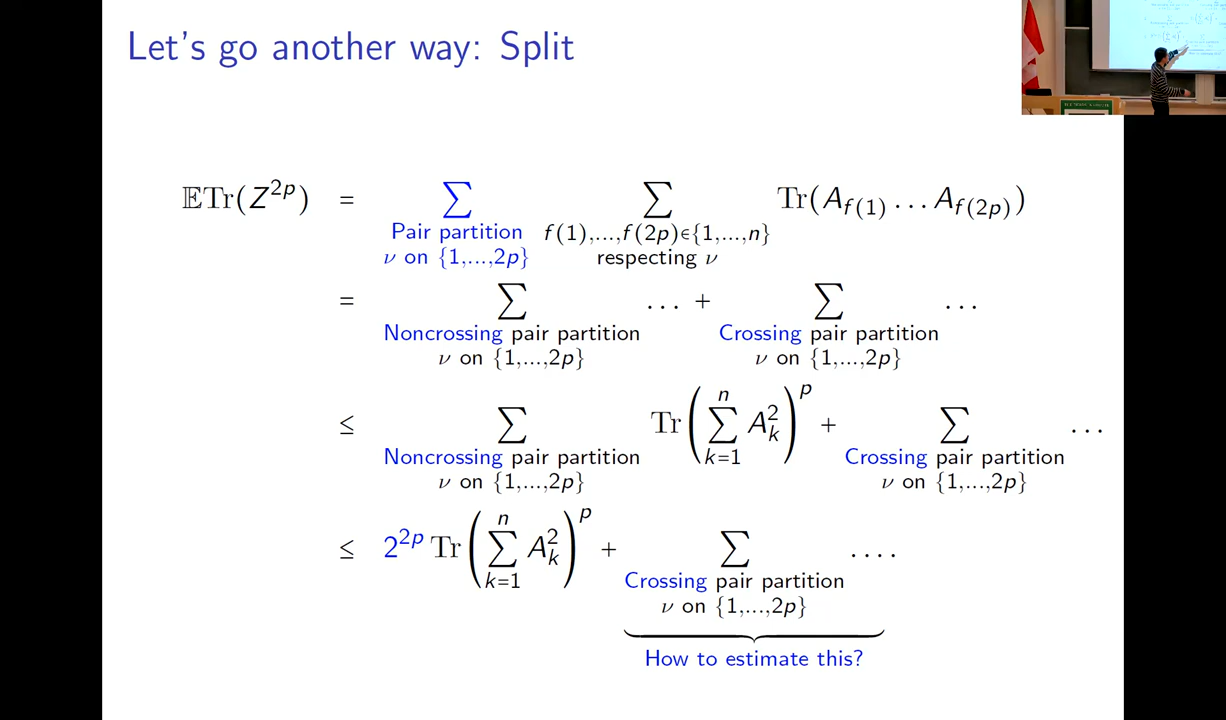 Let's go another way: Split
𝔼Tr(Z^{2p}) = ∑ ∑ Tr(A_{f(1)} ... A_{f(2p)})
Pair partition f(1),...,f(2p)∈{1,...,n}
ν on {1,...,2p} respecting ν
= ∑ ... + ∑ ...
Noncrossing pair partition Crossing pair partition
ν on {1,...,2p} ν on {1,...,2p}
≤ ∑ Tr(∑_{k=1}^{n} A_k^2)^p + ∑ ...
Noncrossing pair partition Crossing pair partition
ν on {1,...,2p} ν on {1,...,2p}
≤ 2^{2p} Tr(∑_{k=1}^{n} A_k^2)^p + ∑ ....
Crossing pair partition
ν on {1,...,2p}
How to estimate this?